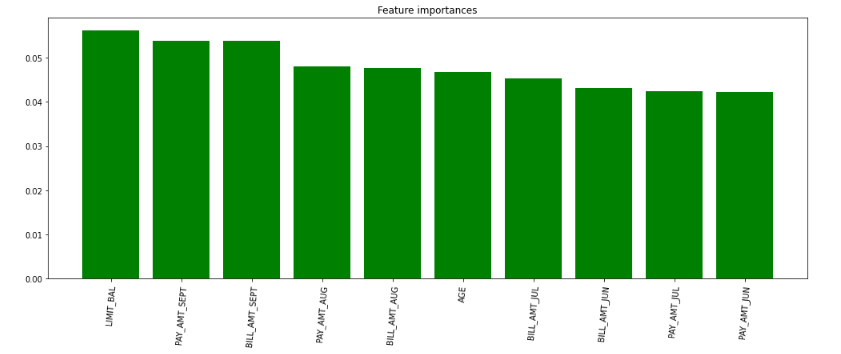 Feature importances
0.05
0.04
0.03
0.02
0.01
0.00
LIMIT_BAL
PAY_AMT_SEPT
BILL_AMT_SEPT
PAY_AMT_AUG
BILL_AMT_AUG
AGE
BILL_AMT_JUL
BILL_AMT_JUN
PAY_AMT_JUL
PAY_AMT_JUN